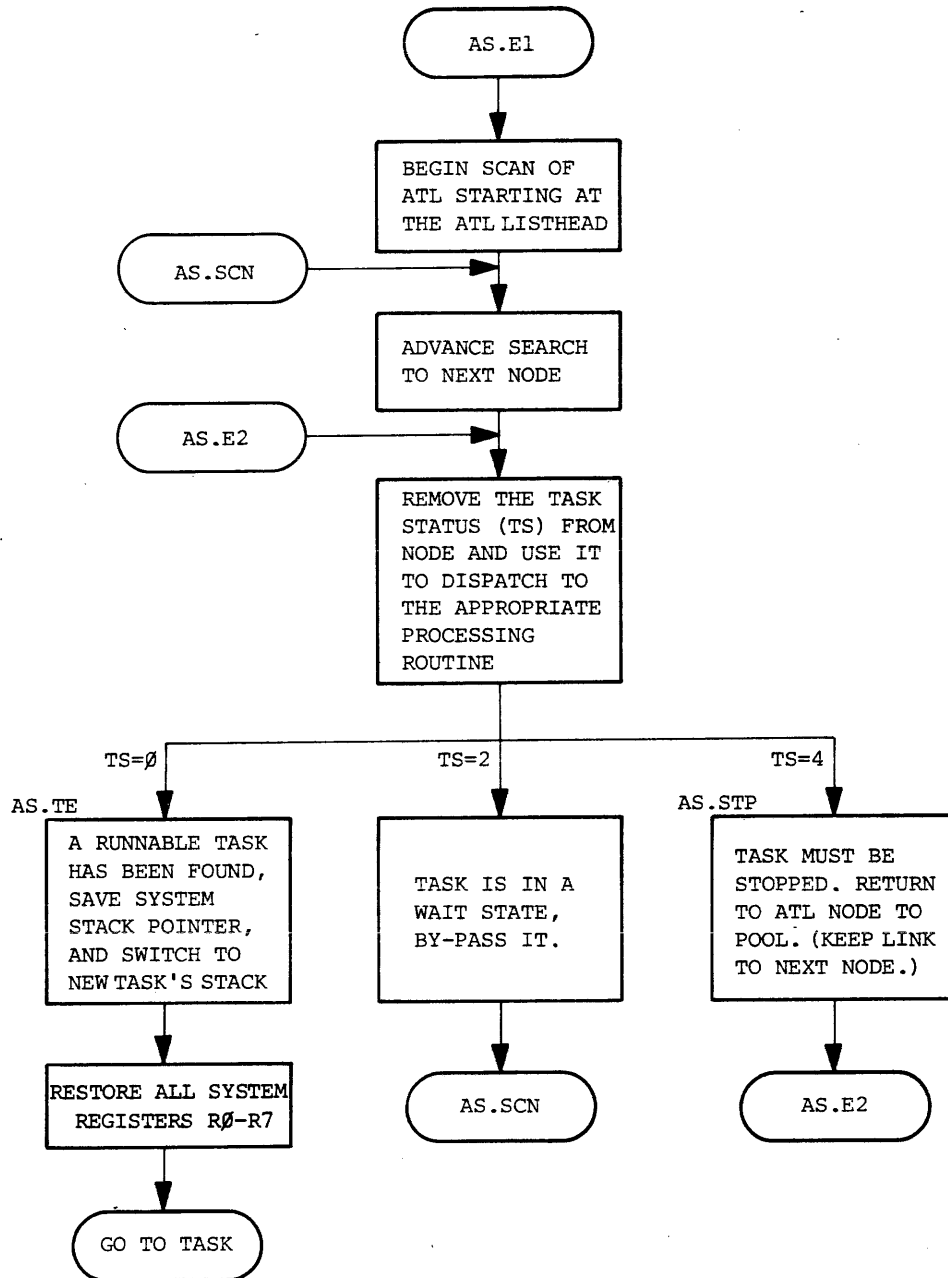 AS.E1
BEGIN SCAN OF
ATL STARTING AT
THE ATL LISTHEAD
AS.SCN
ADVANCE SEARCH
TO NEXT NODE
AS.E2
REMOVE THE TASK
STATUS (TS) FROM
NODE AND USE IT
TO DISPATCH TO
THE APPROPRIATE
PROCESSING
ROUTINE
TS=Ø
TS=2
TS=4
AS.TE
A RUNNABLE TASK
HAS BEEN FOUND,
SAVE SYSTEM
STACK POINTER,
AND SWITCH TO
NEW TASK'S STACK
TASK IS IN A
WAIT STATE,
BY-PASS IT.
AS.STP
TASK MUST BE
STOPPED. RETURN
TO ATL NODE TO
POOL. (KEEP LINK
TO NEXT NODE.)
RESTORE ALL SYSTEM
REGISTERS RØ-R7
AS.SCN
AS.E2
GO TO TASK